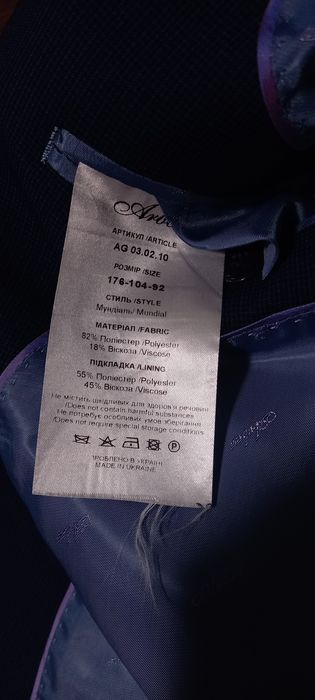 АРТИКУЛ /ARTICLE
AG 03.02.10
РОЗМІР /SIZE
176-104-92
СТИЛЬ /STYLE
Мундіаль/ Mundial
МАТЕРІАЛ /FABRIC
82% Поліестер /Polyester
18% Віскоза /Viscose
ПІДКЛАДКА /LINING
55% Поліестер /Polyester
45% Віскоза /Viscose
Не містить шкідливих для здоров'я речовин
/Does not contain harmful substances
Не потребує особливих умов зберігання
/Does not require special storage conditions
P
ЗРОБЛЕНО В УКРАЇНІ
MADE IN UKRAINE